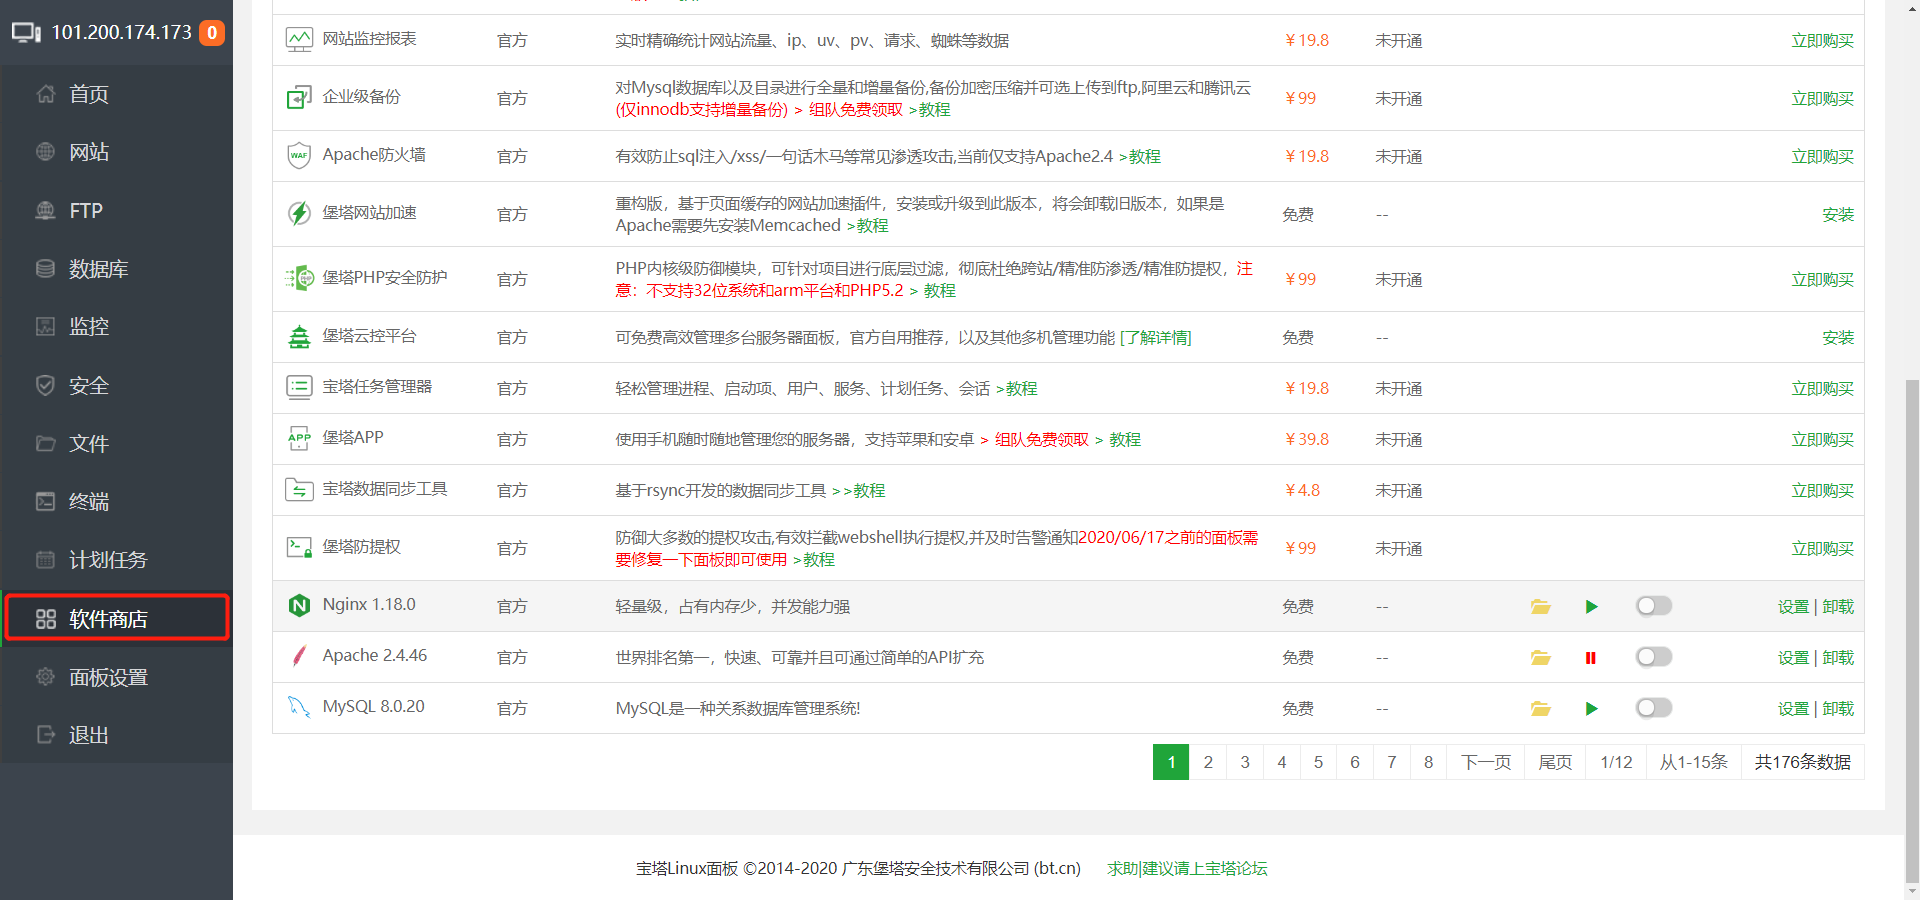 101.200.174.173 0
首页
网站
FTP
数据库
监控
安全
文件
终端
计划任务
软件商店
面板设置
退出
网站监控报表 官方 实时精确统计网站流量、ip、uv、pv、请求、蜘蛛等数据 ￥19.8 未开通 立即购买
企业级备份 官方 对Mysql数据库以及目录进行全量和增量备份,备份加密压缩并可选上传到ftp,阿里云和腾讯云
(仅innodb支持增量备份) > 组队免费领取 >教程 ￥99 未开通 立即购买
WAF Apache防火墙 官方 有效防止sql注入/xss/一句话木马等常见渗透攻击,当前仅支持Apache2.4 >教程 ￥19.8 未开通 立即购买
堡塔网站加速 官方 重构版，基于页面缓存的网站加速插件，安装或升级到此版本，将会卸载旧版本，如果是
Apache需要先安装Memcached >教程 免费 -- 安装
堡塔PHP安全防护 官方 PHP内核级防御模块，可针对项目进行底层过滤，彻底杜绝跨站/精准防渗透/精准防提权，注
意：不支持32位系统和arm平台和PHP5.2 > 教程 ￥99 未开通 立即购买
堡塔云控平台 官方 可免费高效管理多台服务器面板，官方自用推荐，以及其他多机管理功能 [了解详情] 免费 -- 安装
宝塔任务管理器 官方 轻松管理进程、启动项、用户、服务、计划任务、会话 >教程 ￥19.8 未开通 立即购买
APP 堡塔APP 官方 使用手机随时随地管理您的服务器，支持苹果和安卓 > 组队免费领取 > 教程 ￥39.8 未开通 立即购买
宝塔数据同步工具 官方 基于rsync开发的数据同步工具 >>教程 ￥4.8 未开通 立即购买
堡塔防提权 官方 防御大多数的提权攻击,有效拦截webshell执行提权,并及时告警通知2020/06/17之前的面板需
要修复一下面板即可使用 >教程 ￥99 未开通 立即购买
Nginx 1.18.0 官方 轻量级，占有内存少，并发能力强 免费 -- 设置 | 卸载
Apache 2.4.46 官方 世界排名第一，快速、可靠并且可通过简单的API扩充 免费 -- 设置 | 卸载
MySQL 8.0.20 官方 MySQL是一种关系数据库管理系统! 免费 -- 设置 | 卸载
1 2 3 4 5 6 7 8 下一页 尾页 1/12 从1-15条 共176条数据
宝塔Linux面板 ©2014-2020 广东堡塔安全技术有限公司 (bt.cn) 求助|建议请上宝塔论坛